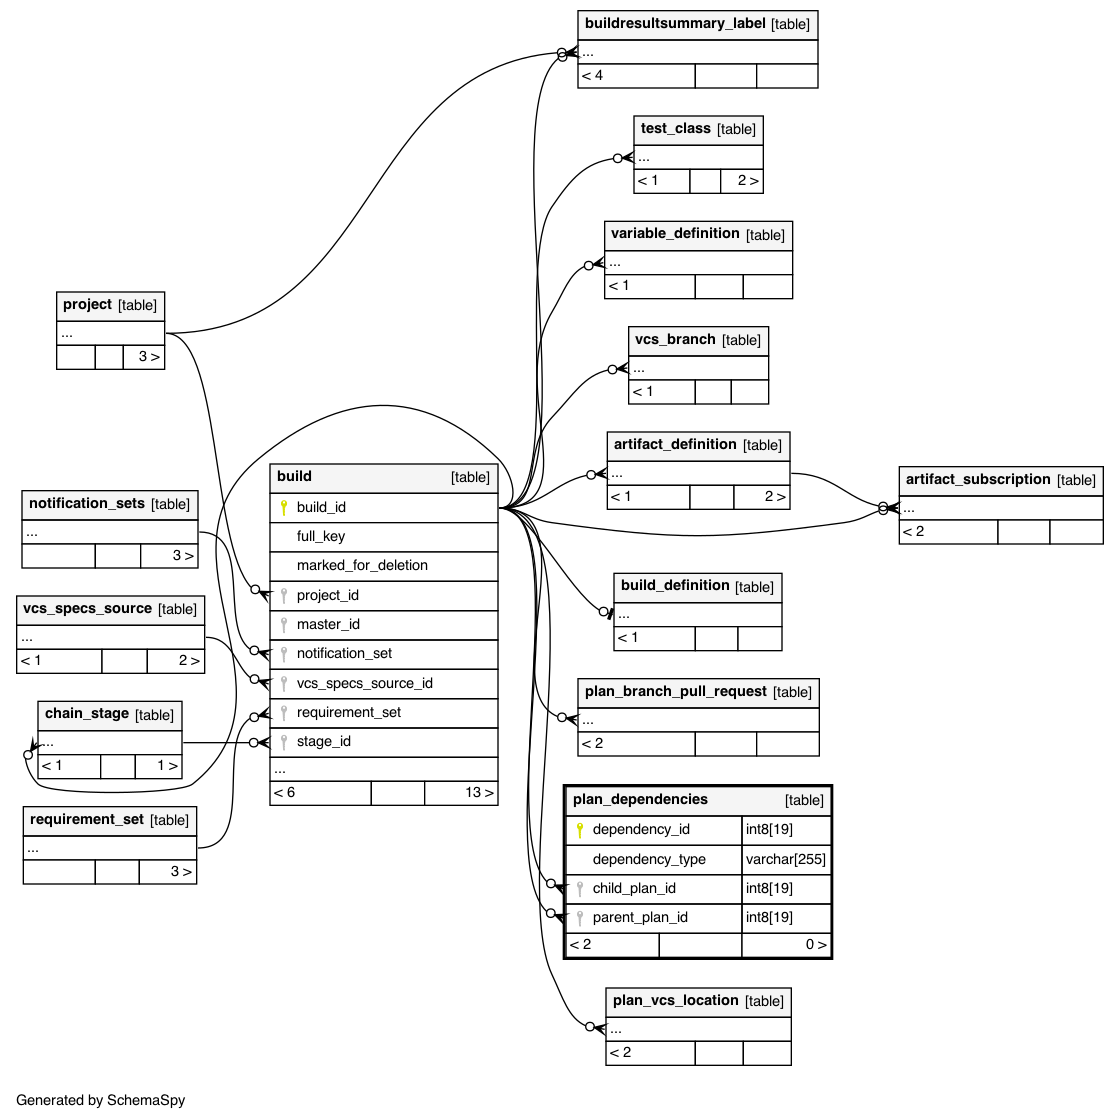 buildresultsummary_label [table]
...
< 4
test_class [table]
...
< 1 2 >
variable_definition [table]
...
< 1
project [table]
...
3 >
vcs_branch [table]
...
< 1
artifact_definition [table]
...
< 1 2 >
artifact_subscription [table]
...
< 2
build [table]
build_id
full_key
marked_for_deletion
project_id
master_id
notification_set
vcs_specs_source_id
requirement_set
stage_id
...
< 6 13 >
notification_sets [table]
...
3 >
vcs_specs_source [table]
...
< 1 2 >
chain_stage [table]
...
< 1 1 >
requirement_set [table]
...
3 >
build_definition [table]
...
< 1
plan_branch_pull_request [table]
...
< 2
plan_dependencies [table]
dependency_id int8[19]
dependency_type varchar[255]
child_plan_id int8[19]
parent_plan_id int8[19]
< 2 0 >
plan_vcs_location [table]
...
< 2
Generated by SchemaSpy